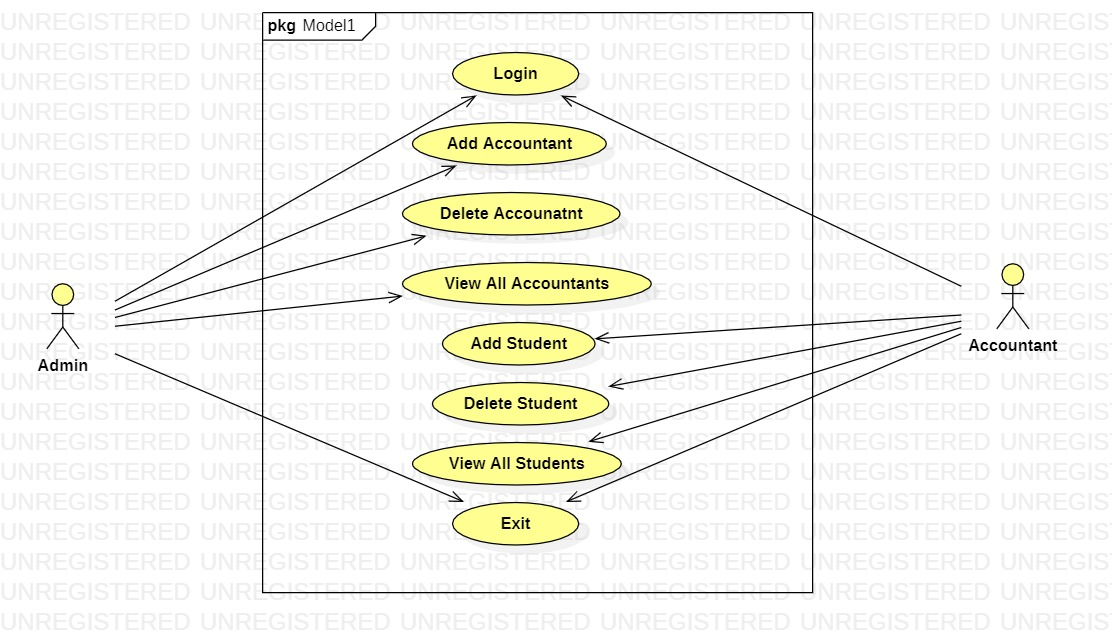 pkg Model1
Login
Add Accountant
Delete Accounatnt
View All Accountants
Admin
Add Student
Accountant
Delete Student
View All Students
Exit
UNREGISTERED